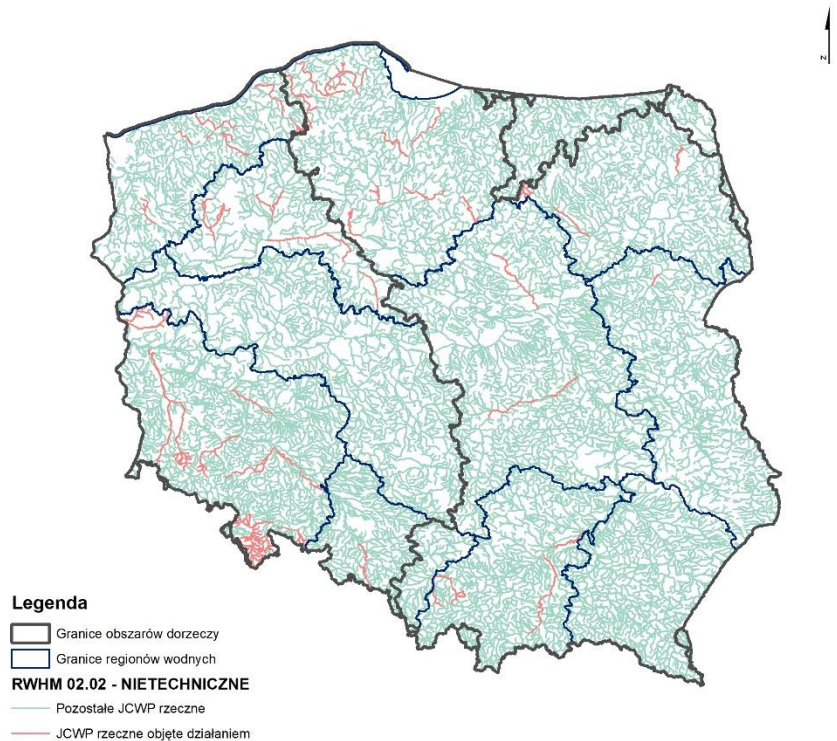 z
Legenda
Granice obszarów dorzeczy
Granice regionów wodnych
RWHM 02.02 - NIETECHNICZNE
Pozostałe JCWP rzeczne
JCWP rzeczne objęte działaniem